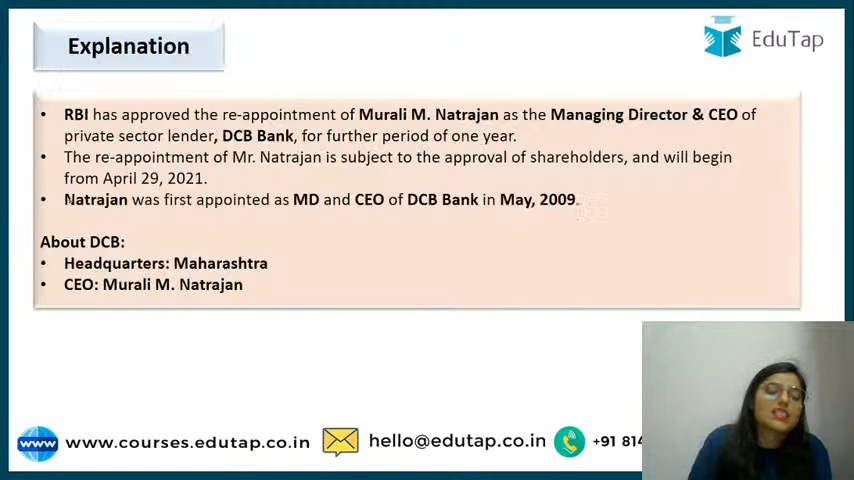 Explanation
EduTap
• RBI has approved the re-appointment of Murali M. Natrajan as the Managing Director & CEO of
private sector lender, DCB Bank, for further period of one year.
• The re-appointment of Mr. Natrajan is subject to the approval of shareholders, and will begin
from April 29, 2021.
• Natrajan was first appointed as MD and CEO of DCB Bank in May, 2009.
About DCB:
• Headquarters: Maharashtra
• CEO: Murali M. Natrajan
www www.courses.edutap.co.in hello@edutap.co.in +91 814